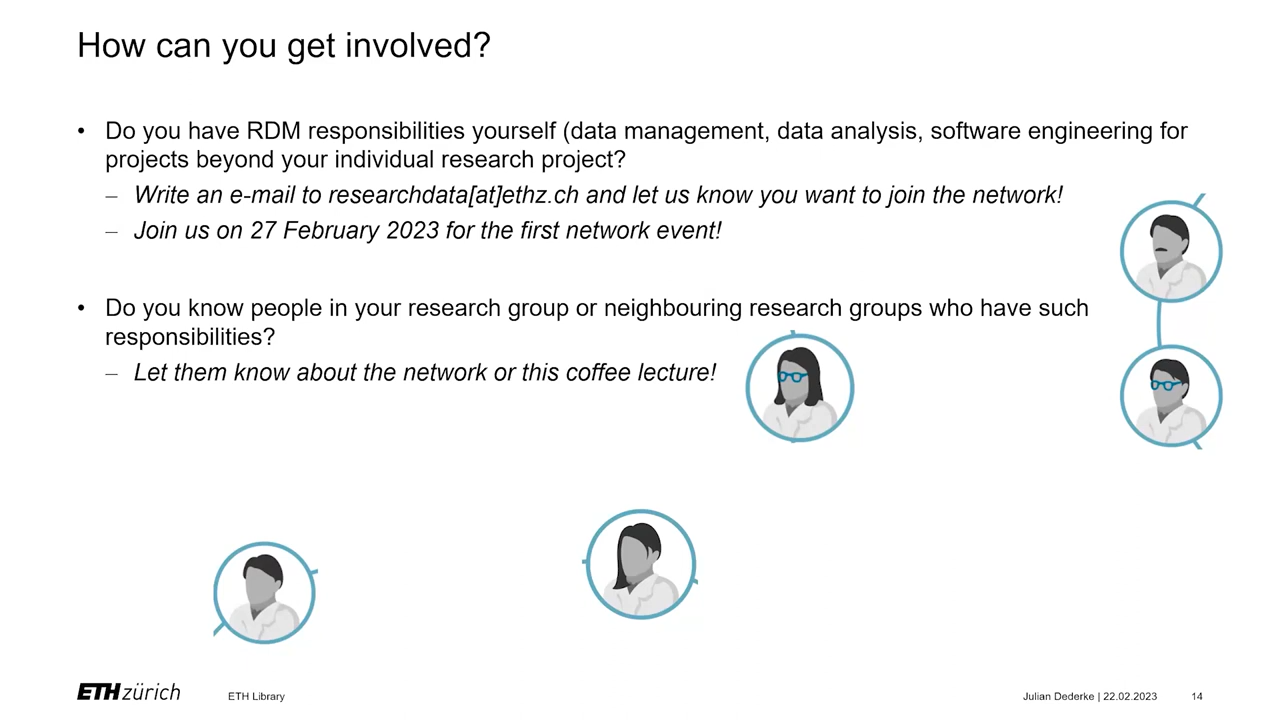 How can you get involved?
• Do you have RDM responsibilities yourself (data management, data analysis, software engineering for
projects beyond your individual research project?
– Write an e-mail to researchdata[at]ethz.ch and let us know you want to join the network!
– Join us on 27 February 2023 for the first network event!
• Do you know people in your research group or neighbouring research groups who have such
responsibilities?
– Let them know about the network or this coffee lecture!
ETH zürich
ETH Library
Julian Dederke | 22.02.2023
14